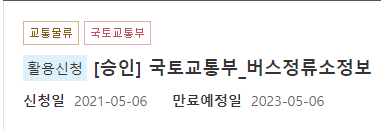 교통물류 국토교통부
활용신청 [승인] 국토교통부_버스정류소정보
신청일 2021-05-06 만료예정일 2023-05-06